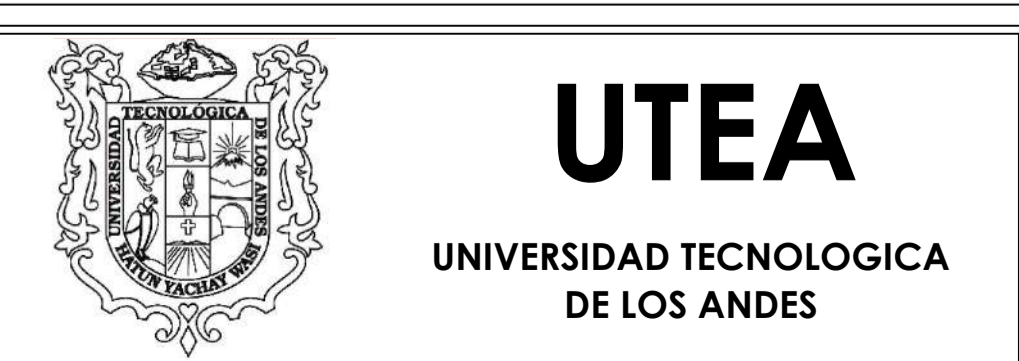 TECNOLÓGICA
UNIVERSIDAD
DE LOS ANDES
HATUN YACHAY WASI
UTEA
UNIVERSIDAD TECNOLOGICA
DE LOS ANDES